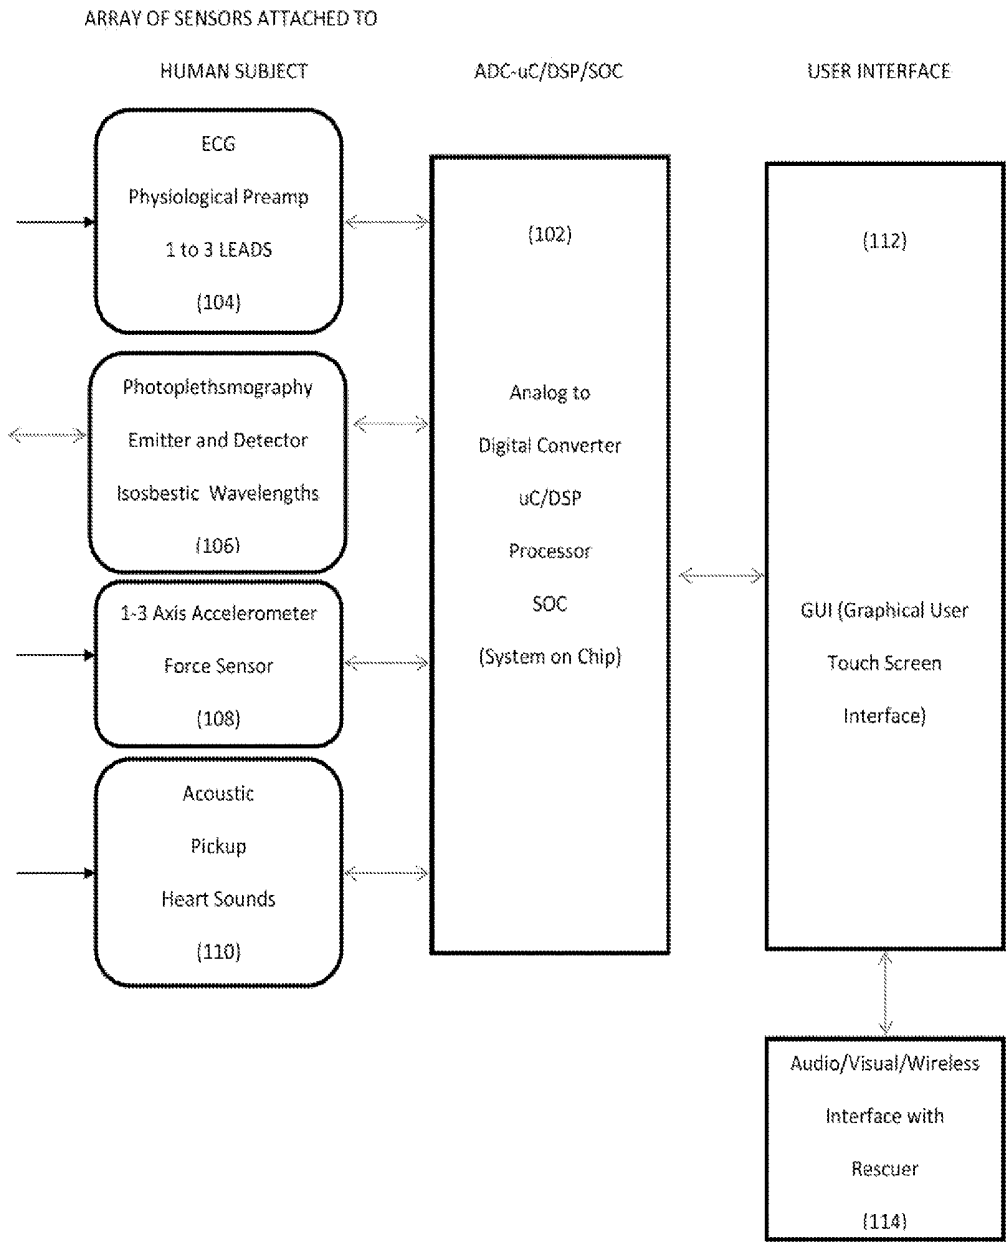 ARRAY OF SENSORS ATTACHED TO
HUMAN SUBJECT
ADC-uC/DSP/SOC
USER INTERFACE
ECG
Physiological Preamp
1 to 3 LEADS
(104)
Photoplethsmography
Emitter and Detector
Isosbestic Wavelengths
(106)
1-3 Axis Accelerometer
Force Sensor
(108)
Acoustic
Pickup
Heart Sounds
(110)
(102)
Analog to
Digital Converter
uC/DSP
Processor
SOC
(System on Chip)
(112)
GUI (Graphical User
Touch Screen
Interface)
Audio/Visual/Wireless
Interface with
Rescuer
(114)